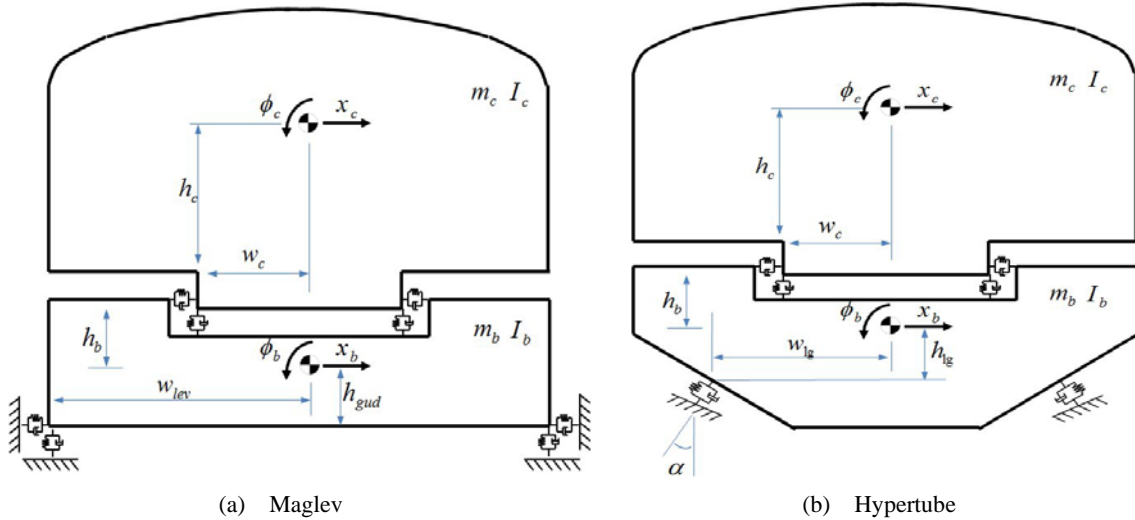 m_c I_c
ϕ_c x_c
h_c
w_c
h_b
m_b I_b
ϕ_b x_b
w_lev
h_gud
(a) Maglev
m_c I_c
ϕ_c x_c
h_c
w_c
h_b
m_b I_b
ϕ_b x_b
w_lg
h_lg
α
(b) Hypertube